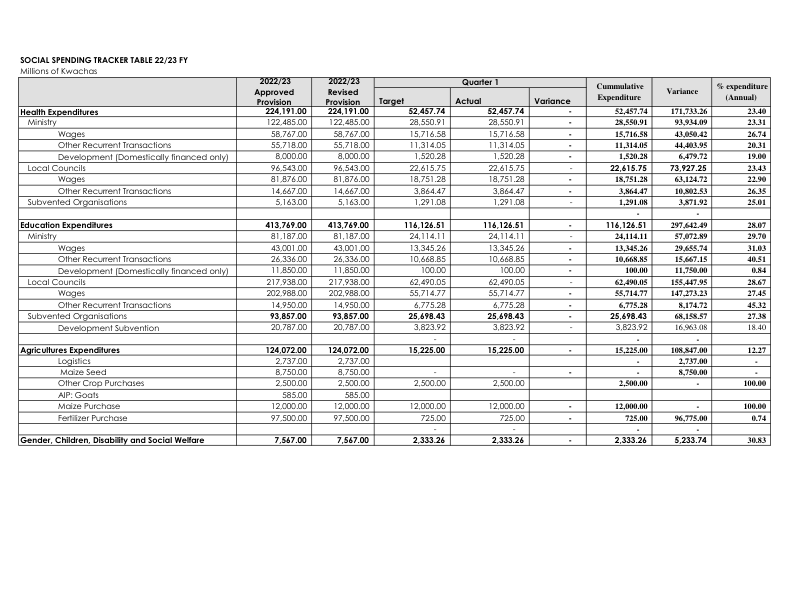 SOCIAL SPENDING TRACKER TABLE 22/23 FY
Millions of Kwachas
2022/23 Approved Provision 2022/23 Revised Provision Quarter 1 Cummulative Expenditure Variance % expenditure (Annual)
Target Actual Variance
Health Expenditures 224,191.00 224,191.00 52,457.74 52,457.74 - 52,457.74 171,733.26 23.40
Ministry 122,485.00 122,485.00 28,550.91 28,550.91 - 28,550.91 93,934.09 23.31
Wages 58,767.00 58,767.00 15,716.58 15,716.58 - 15,716.58 43,050.42 26.74
Other Recurrent Transactions 55,718.00 55,718.00 11,314.05 11,314.05 - 11,314.05 44,403.95 20.31
Development (Domestically financed only) 8,000.00 8,000.00 1,520.28 1,520.28 - 1,520.28 6,479.72 19.00
Local Councils 96,543.00 96,543.00 22,615.75 22,615.75 - 22,615.75 73,927.25 23.43
Wages 81,876.00 81,876.00 18,751.28 18,751.28 - 18,751.28 63,124.72 22.90
Other Recurrent Transactions 14,667.00 14,667.00 3,864.47 3,864.47 - 3,864.47 10,802.53 26.35
Subvented Organisations 5,163.00 5,163.00 1,291.08 1,291.08 - 1,291.08 3,871.92 25.01
- -
Education Expenditures 413,769.00 413,769.00 116,126.51 116,126.51 - 116,126.51 297,642.49 28.07
Ministry 81,187.00 81,187.00 24,114.11 24,114.11 - 24,114.11 57,072.89 29.70
Wages 43,001.00 43,001.00 13,345.26 13,345.26 - 13,345.26 29,655.74 31.03
Other Recurrent Transactions 26,336.00 26,336.00 10,668.85 10,668.85 - 10,668.85 15,667.15 40.51
Development (Domestically financed only) 11,850.00 11,850.00 100.00 100.00 - 100.00 11,750.00 0.84
Local Councils 217,938.00 217,938.00 62,490.05 62,490.05 - 62,490.05 155,447.95 28.67
Wages 202,988.00 202,988.00 55,714.77 55,714.77 - 55,714.77 147,273.23 27.45
Other Recurrent Transactions 14,950.00 14,950.00 6,775.28 6,775.28 - 6,775.28 8,174.72 45.32
Subvented Organisations 93,857.00 93,857.00 25,698.43 25,698.43 - 25,698.43 68,158.57 27.38
Development Subvention 20,787.00 20,787.00 3,823.92 3,823.92 - 3,823.92 16,963.08 18.40
- - - -
Agricultures Expenditures 124,072.00 124,072.00 15,225.00 15,225.00 - 15,225.00 108,847.00 12.27
Logistics 2,737.00 2,737.00 - 2,737.00 -
Maize Seed 8,750.00 8,750.00 - - - - 8,750.00 -
Other Crop Purchases 2,500.00 2,500.00 2,500.00 2,500.00 2,500.00 - 100.00
AIP: Goats 585.00 585.00
Maize Purchase 12,000.00 12,000.00 12,000.00 12,000.00 - 12,000.00 - 100.00
Fertilizer Purchase 97,500.00 97,500.00 725.00 725.00 - 725.00 96,775.00 0.74
- - - - -
Gender, Children, Disability and Social Welfare 7,567.00 7,567.00 2,333.26 2,333.26 - 2,333.26 5,233.74 30.83